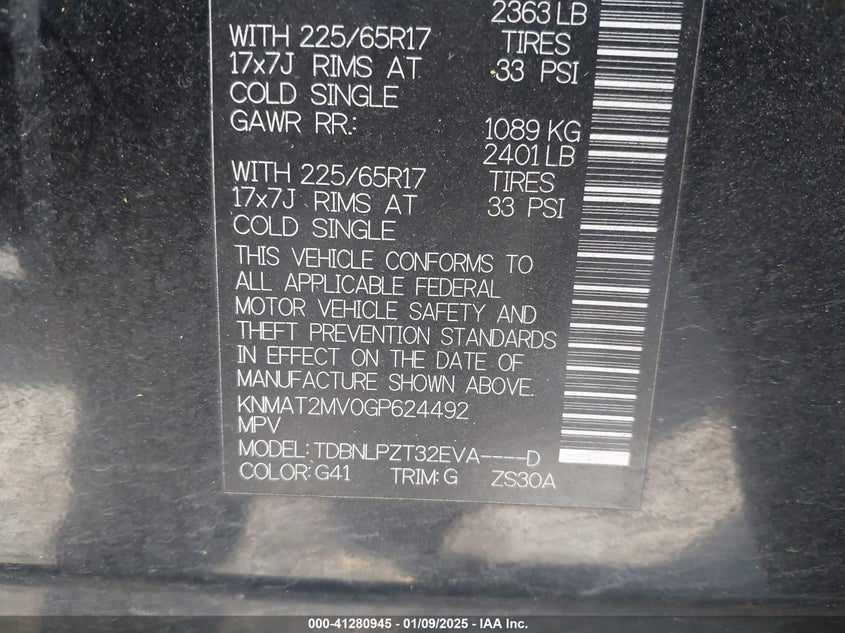 2363 LB
WITH 225/65R17 TIRES
17x7J RIMS AT 33 PSI
COLD SINGLE
GAWR RR.: 1089 KG
2401 LB
WITH 225/65R17 TIRES
17x7J RIMS AT 33 PSI
COLD SINGLE
THIS VEHICLE CONFORMS TO
ALL APPLICABLE FEDERAL
MOTOR VEHICLE SAFETY AND
THEFT PREVENTION STANDARDS
IN EFFECT ON THE DATE OF
MANUFACTURE SHOWN ABOVE.
KNMAT2MV0GP624492
MPV
MODEL: TDBNLPZT32EVA----D
COLOR: G41 TRIM: G ZS30A
000-41280945 - 01/09/2025 - IAA Inc.